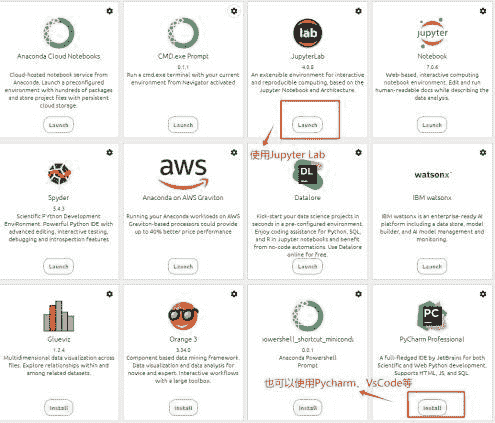 Anaconda Cloud Notebooks
Cloud-hosted notebook service from
Anaconda. Launch a preconfigured
environment with hundreds of packages
and store project files with persistent
cloud storage.
Launch
CMD.exe Prompt
0.1.1
Run a cmd.exe terminal with your current
environment from Navigator activated
Launch
lab
JupyterLab
An extensible environment for interactive
and reproducible computing, based on the
Jupyter Notebook and Architecture.
Launch
jupyter
Notebook
7.0.6
Web-based, interactive computing
notebook environment. Edit and run
human-readable docs while describing the
data analysis.
Launch
使用Jupyter Lab
Spyder
5.4.3
Scientific PYthon Development
EnviRonment. Powerful Python IDE with
advanced editing, interactive testing,
debugging and introspection features
Launch
aws
Anaconda on AWS Graviton
Running your Anaconda workloads on AWS
Graviton-based processors could provide
up to 40% better price performance
Launch
DL
Datalore
Kick-start your data science projects in
seconds in a pre-configured environment.
Enjoy coding assistance for Python, SQL,
and R in Jupyter notebooks and benefit
from no-code automations. Use Datalore
online for free.
Launch
watsonx
IBM watsonx
IBM watsonx is an enterprise-ready AI
platform including a data store, model
builder, and AI model management and
monitoring.
Launch
Glueviz
1.2.4
Multidimensional data visualization across
files. Explore relationships within and
among related datasets.
Install
Orange 3
Component based data mining framework.
Data visualization and data analysis for
novice and expert. Interactive workflows
with a large toolbox.
Install
powershell_shortcut_minicond.
0.0.1
Anaconda Powershell
Prompt
Install
PC
PyCharm Professional
A full-fledged IDE by JetBrains for both
Scientific and Web Python development.
Supports HTML, JS, and SQL.
Install
也可以使用Pycharm、VsCode等